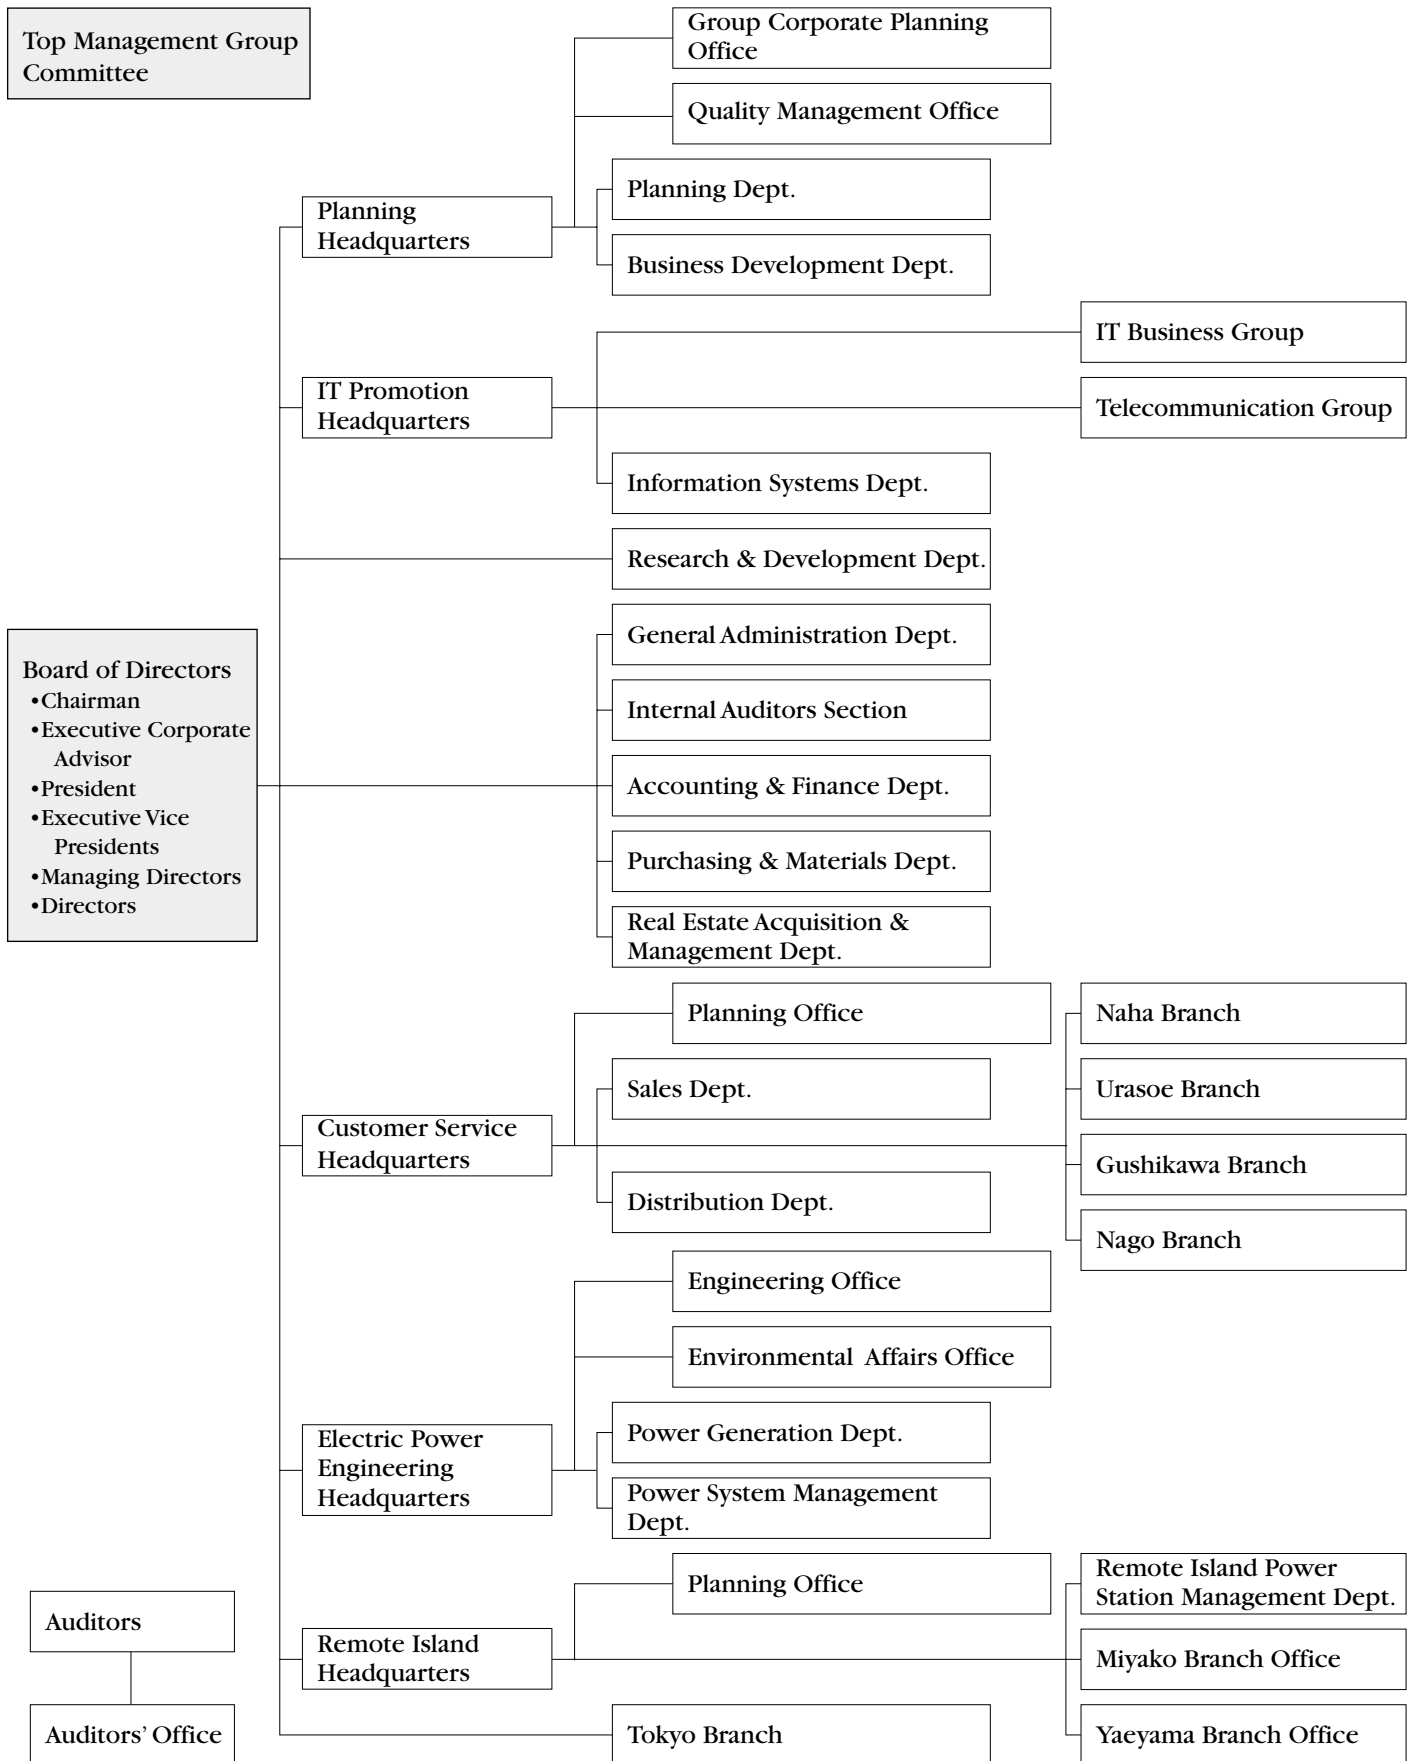 Top Management Group
Committee
Group Corporate Planning
Office
Quality Management Office
Planning
Headquarters
Planning Dept.
Business Development Dept.
IT Promotion
Headquarters
IT Business Group
Telecommunication Group
Information Systems Dept.
Research & Development Dept.
Board of Directors
•Chairman
•Executive Corporate
Advisor
•President
•Executive Vice
Presidents
•Managing Directors
•Directors
General Administration Dept.
Internal Auditors Section
Accounting & Finance Dept.
Purchasing & Materials Dept.
Real Estate Acquisition &
Management Dept.
Customer Service
Headquarters
Planning Office
Sales Dept.
Distribution Dept.
Naha Branch
Urasoe Branch
Gushikawa Branch
Nago Branch
Electric Power
Engineering
Headquarters
Engineering Office
Environmental Affairs Office
Power Generation Dept.
Power System Management
Dept.
Remote Island
Headquarters
Planning Office
Remote Island Power
Station Management Dept.
Miyako Branch Office
Yaeyama Branch Office
Tokyo Branch
Auditors
Auditors' Office